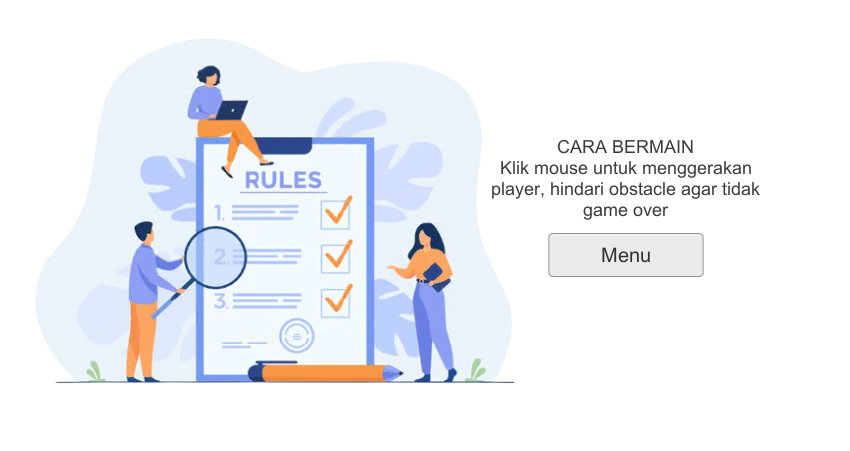 RULES
1.
2.
3.
CARA BERMAIN
Klik mouse untuk menggerakan
player, hindari obstacle agar tidak
game over
Menu